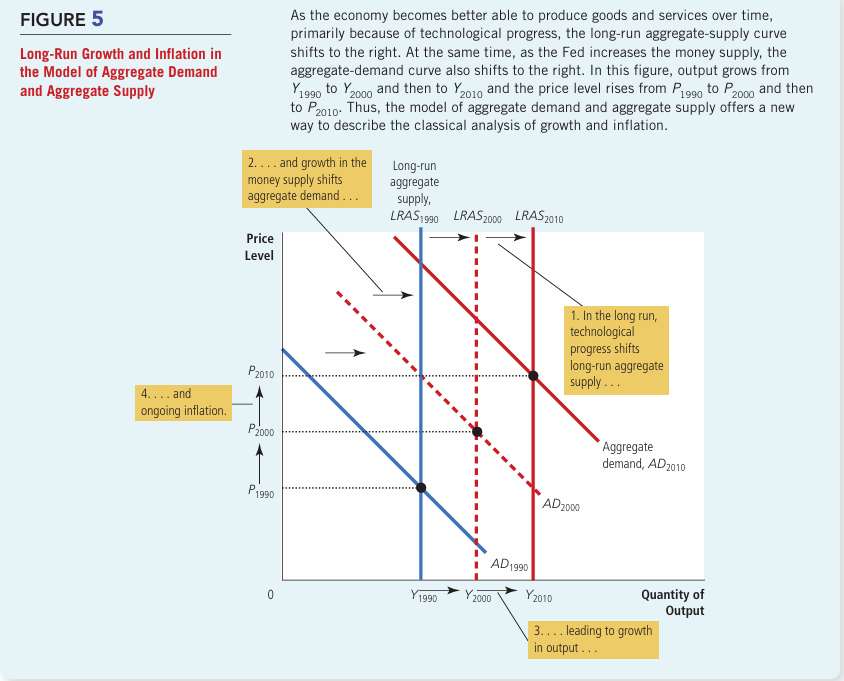 FIGURE 5
Long-Run Growth and Inflation in
the Model of Aggregate Demand
and Aggregate Supply
As the economy becomes better able to produce goods and services over time,
primarily because of technological progress, the long-run aggregate-supply curve
shifts to the right. At the same time, as the Fed increases the money supply, the
aggregate-demand curve also shifts to the right. In this figure, output grows from
Y1990 to Y2000 and then to Y2010 and the price level rises from P1990 to P2000 and then
to P2010. Thus, the model of aggregate demand and aggregate supply offers a new
way to describe the classical analysis of growth and inflation.
2. . . . and growth in the
money supply shifts
aggregate demand . . .
Long-run
aggregate
supply,
LRAS1990 LRAS2000 LRAS2010
Price
Level
1. In the long run,
technological
progress shifts
long-run aggregate
supply . . .
P2010
4. . . . and
ongoing inflation.
P2000
P1990
Aggregate
demand, AD2010
AD2000
AD1990
0 Y1990 Y2000 Y2010
Quantity of
Output
3. . . . leading to growth
in output . . .